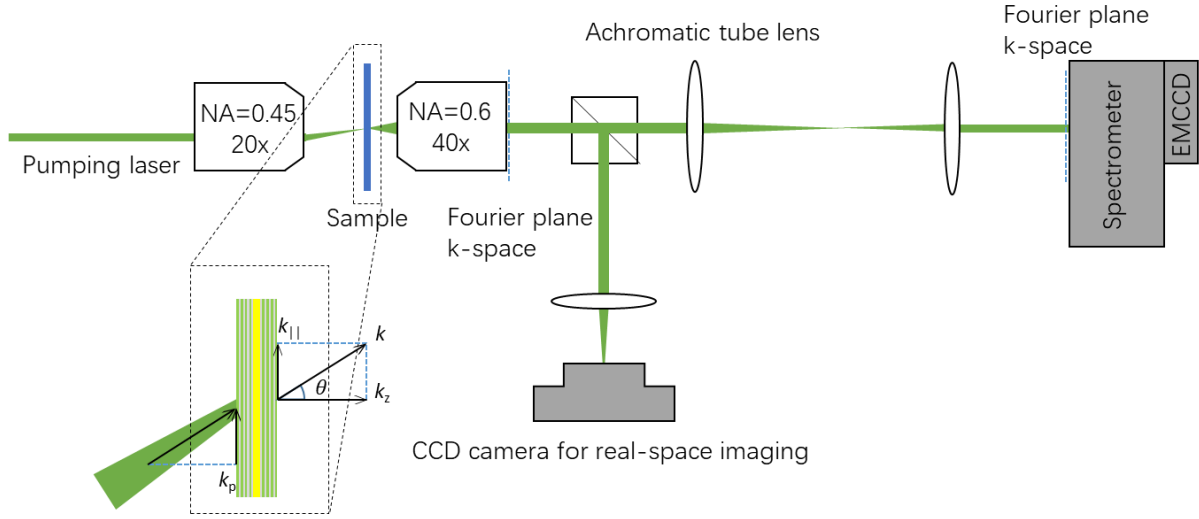 Fourier plane
k-space
Achromatic tube lens
NA=0.45
20x
NA=0.6
40x
Pumping laser
Sample
Fourier plane
k-space
Spectrometer
EMCCD
k||
k
θ
kz
kp
CCD camera for real-space imaging